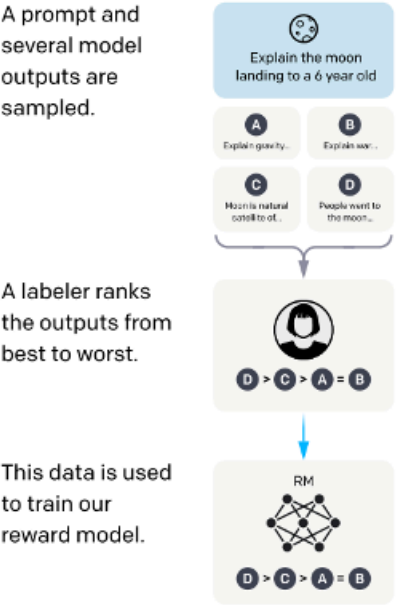 A prompt and
several model
outputs are
sampled.
Explain the moon
landing to a 6 year old
A
Explain gravity...
B
Explain war...
C
Moon is natural
satellite of...
D
People went to
the moon...
A labeler ranks
the outputs from
best to worst.
D > C > A = B
This data is used
to train our
reward model.
RM
D > C > A = B